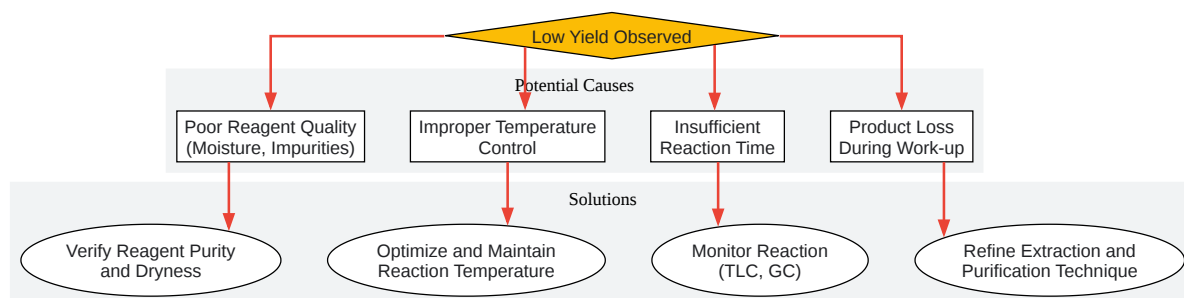 Low Yield Observed
Potential Causes
Poor Reagent Quality
(Moisture, Impurities)
Improper Temperature
Control
Insufficient
Reaction Time
Product Loss
During Work-up
Solutions
Verify Reagent Purity
and Dryness
Optimize and Maintain
Reaction Temperature
Monitor Reaction
(TLC, GC)
Refine Extraction and
Purification Technique